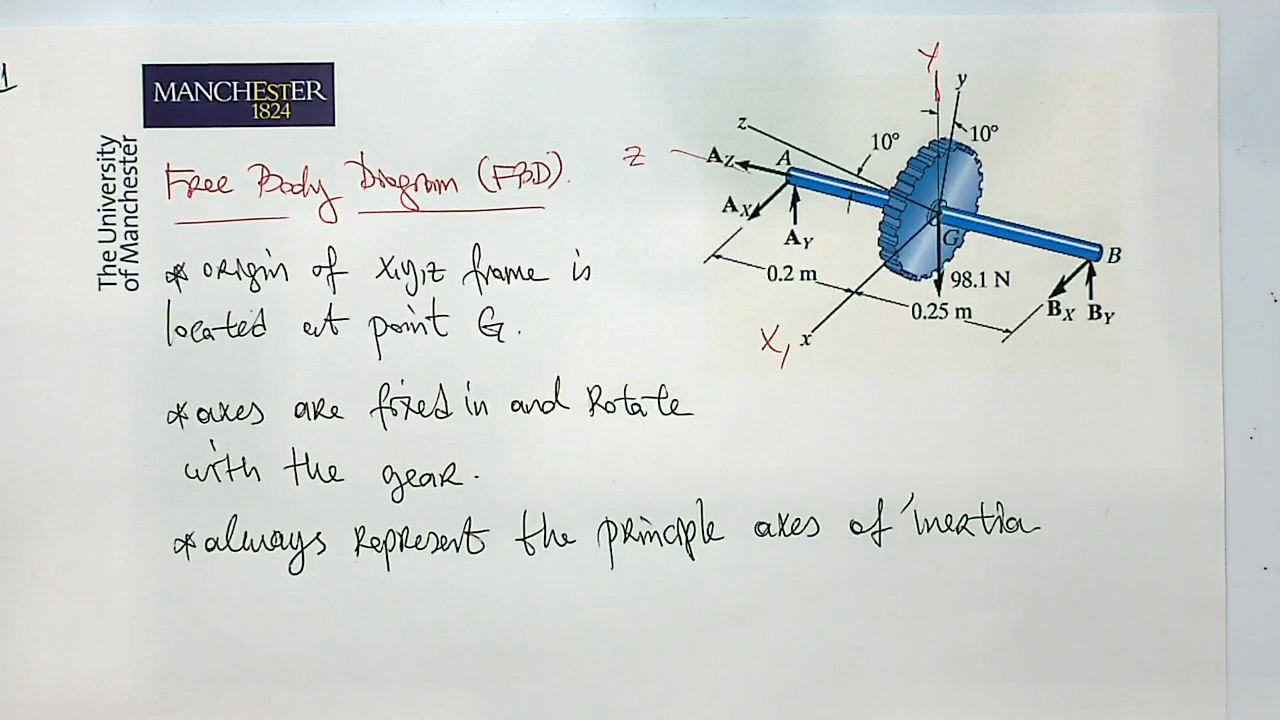 1
MANCHESTER
1824
The University
of Manchester
Free Body Diagram (FBD).
* origin of x,y,z frame is
located at point G.
* axes are fixed in and Rotate
with the gear.
* always represent the principle axes of inertia
Y
y
z
10°
10°
Z
AZ
A
AX
AY
G
B
0.2 m
98.1 N
0.25 m
BX BY
X,
x